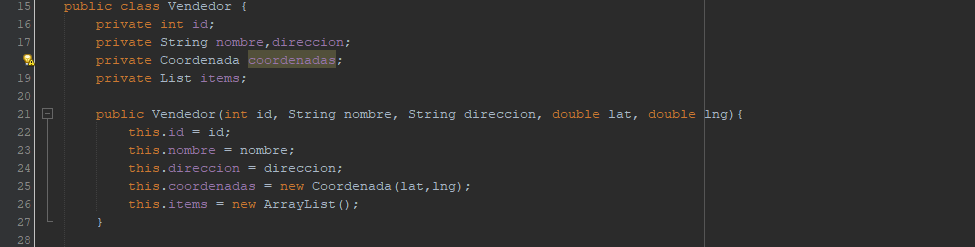 15 public class Vendedor {
16 private int id;
17 private String nombre,direccion;
private Coordenada coordenadas;
19 private List items;
20
21 public Vendedor(int id, String nombre, String direccion, double lat, double lng){
22 this.id = id;
23 this.nombre = nombre;
24 this.direccion = direccion;
25 this.coordenadas = new Coordenada(lat,lng);
26 this.items = new ArrayList();
27 }
28